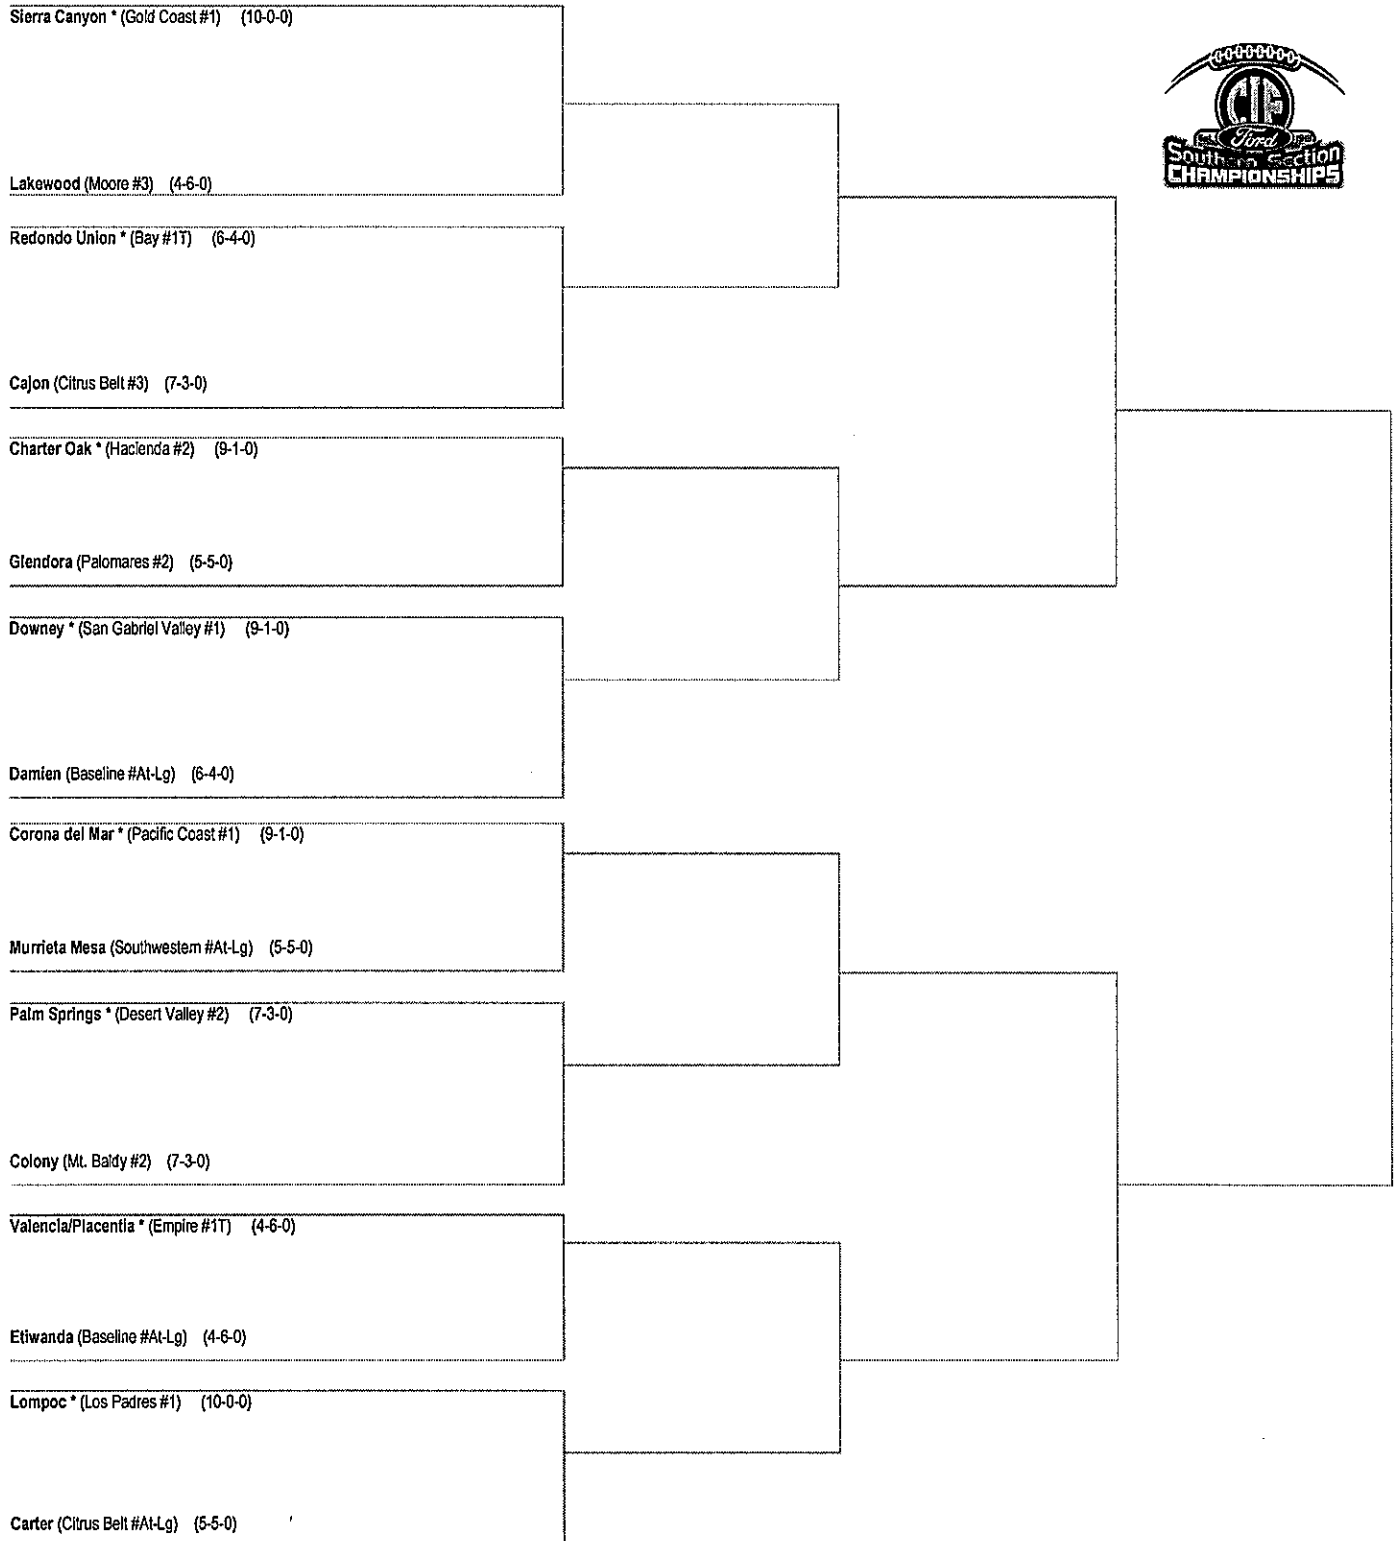 Sierra Canyon * (Gold Coast #1) (10-0-0)
CIF
Ford
Southern Section
CHAMPIONSHIPS
Lakewood (Moore #3) (4-6-0)
Redondo Union * (Bay #1T) (6-4-0)
Cajon (Citrus Belt #3) (7-3-0)
Charter Oak * (Hacienda #2) (9-1-0)
Glendora (Palomares #2) (5-5-0)
Downey * (San Gabriel Valley #1) (9-1-0)
Damien (Baseline #At-Lg) (6-4-0)
Corona del Mar * (Pacific Coast #1) (9-1-0)
Murrieta Mesa (Southwestern #At-Lg) (5-5-0)
Palm Springs * (Desert Valley #2) (7-3-0)
Colony (Mt. Baldy #2) (7-3-0)
Valencia/Placentia * (Empire #1T) (4-6-0)
Etiwanda (Baseline #At-Lg) (4-6-0)
Lompoc * (Los Padres #1) (10-0-0)
Carter (Citrus Belt #At-Lg) (5-5-0)